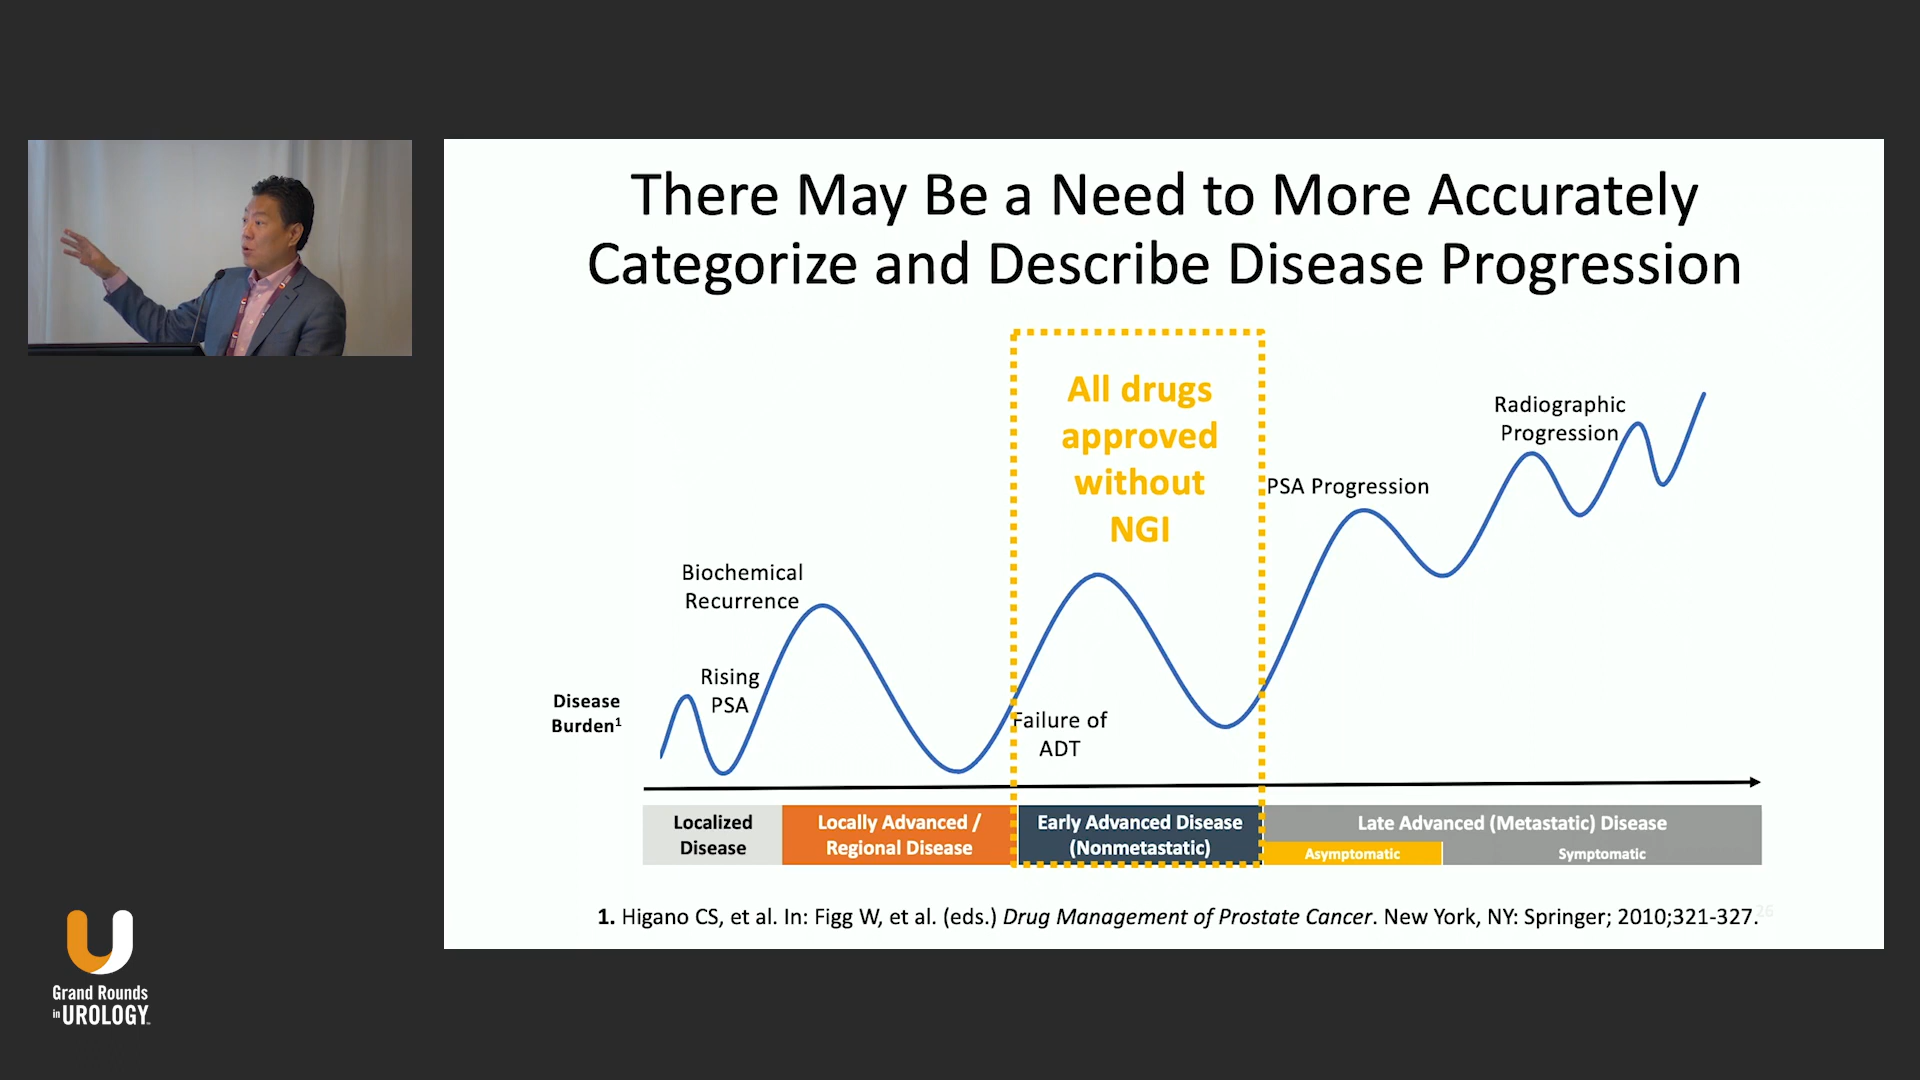 There May Be a Need to More Accurately
Categorize and Describe Disease Progression
All drugs
approved
without
NGI
Radiographic
Progression
PSA Progression
Biochemical
Recurrence
Rising
PSA
Disease
Burden¹
Failure of
ADT
Localized
Disease
Locally Advanced /
Regional Disease
Early Advanced Disease
(Nonmetastatic)
Late Advanced (Metastatic) Disease
Asymptomatic
Symptomatic
1. Higano CS, et al. In: Figg W, et al. (eds.) Drug Management of Prostate Cancer. New York, NY: Springer; 2010;321-327.
26
Grand Rounds
in UROLOGY